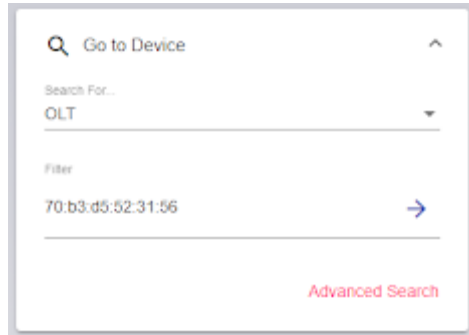 Go to Device
Search For...
OLT
Filter
70:b3:d5:52:31:56
Advanced Search